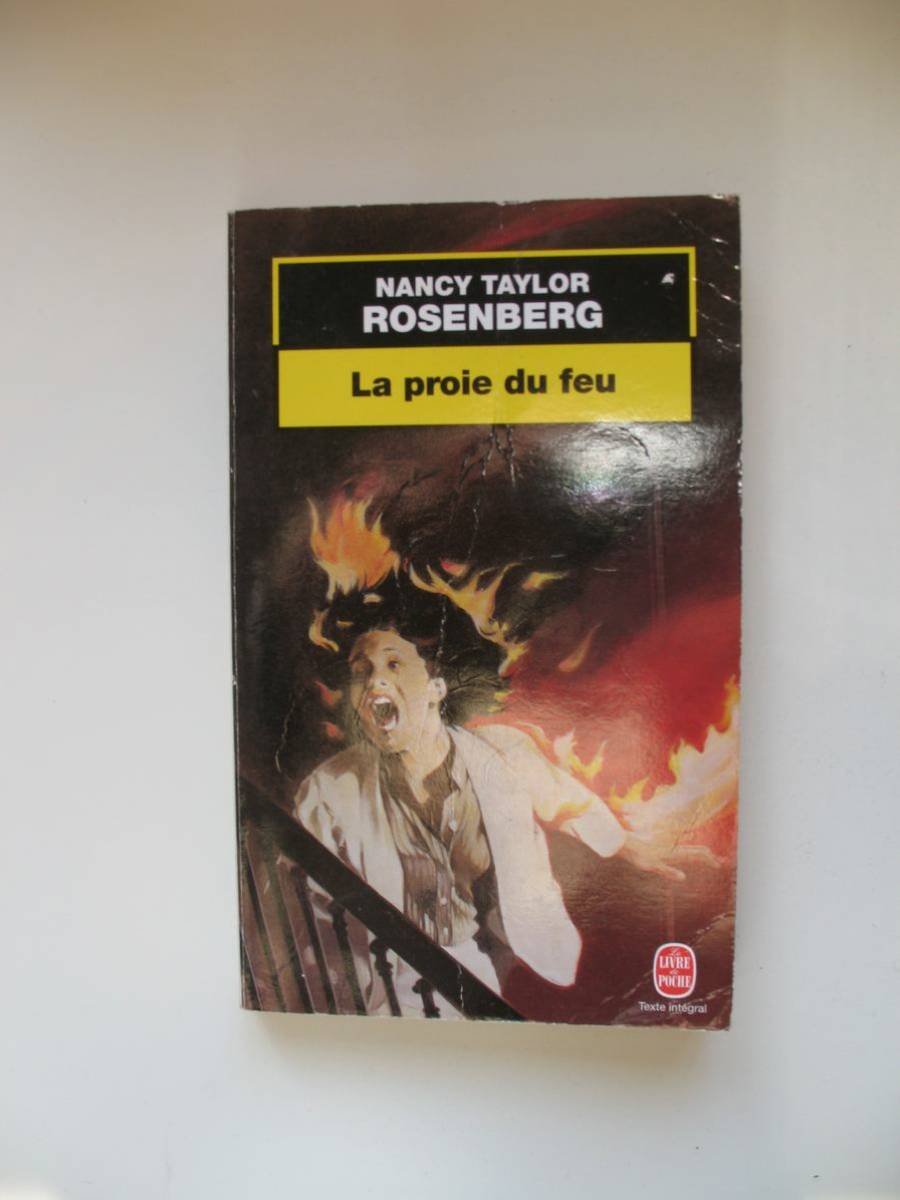 NANCY TAYLOR
ROSENBERG
La proie du feu
Le
LIVRE
de
POCHE
Texte intégral